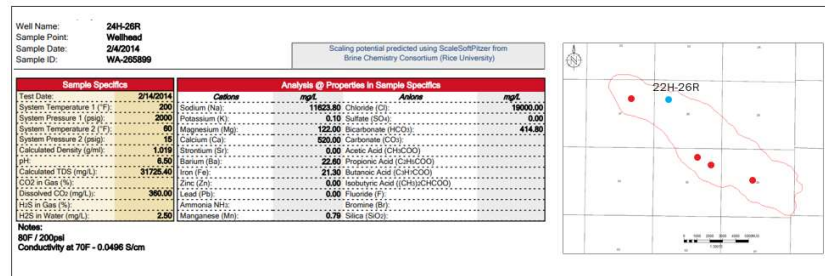 Well Name: 24H-26R
Sample Point: Wellhead
Sample Date: 2/4/2014
Sample ID: WA-265899
Scaling potential predicted using ScaleSoftPitzer from
Brine Chemistry Consortium (Rice University)
Sample Specifics Analysis @ Properties in Sample Specifics
Test Date: 2/14/2014 Cations mg/L Anions mg/L
System Temperature 1 (°F): 200 Sodium (Na): 11623.80 Chloride (Cl): 19000.00
System Pressure 1 (psig): 2000 Potassium (K): 0.10 Sulfate (SO₄): 0.00
System Temperature 2 (°F): 60 Magnesium (Mg): 122.00 Bicarbonate (HCO₃): 414.80
System Pressure 2 (psig): 15 Calcium (Ca): 520.00 Carbonate (CO₃):
Calculated Density (g/ml): 1.019 Strontium (Sr): 0.00 Acetic Acid (CH₃COO)
pH: 6.50 Barium (Ba): 22.60 Propionic Acid (C₂H₅COO)
Calculated TDS (mg/L): 31725.40 Iron (Fe): 21.30 Butanoic Acid (C₃H₇COO)
CO2 in Gas (%): Zinc (Zn): 0.00 Isobutyric Acid ((CH₃)₂CHCOO)
Dissolved CO₂ (mg/L): 360.00 Lead (Pb): 0.00 Fluoride (F):
H₂S in Gas (%): Ammonia NH₃: Bromine (Br):
H2S in Water (mg/L): 2.50 Manganese (Mn): 0.79 Silica (SiO₂):
Notes:
80F / 200psi
Conductivity at 70F - 0.0496 S/cm
22H-26R